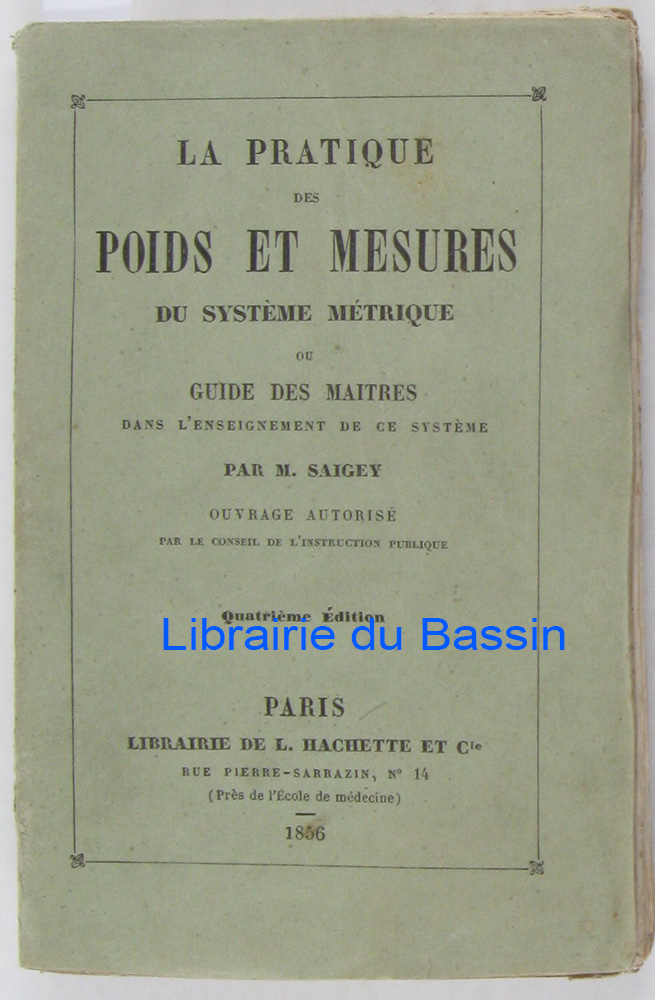 LA PRATIQUE
DES
POIDS ET MESURES
DU SYSTÈME MÉTRIQUE
OU
GUIDE DES MAITRES
DANS L'ENSEIGNEMENT DE CE SYSTÈME
PAR M. SAIGEY
OUVRAGE AUTORISÉ
PAR LE CONSEIL DE L'INSTRUCTION PUBLIQUE
Quatrième Édition
Librairie du Bassin
PARIS
LIBRAIRIE DE L. HACHETTE ET Cie
RUE PIERRE-SARRAZIN, N° 14
(Près de l'École de médecine)
1856